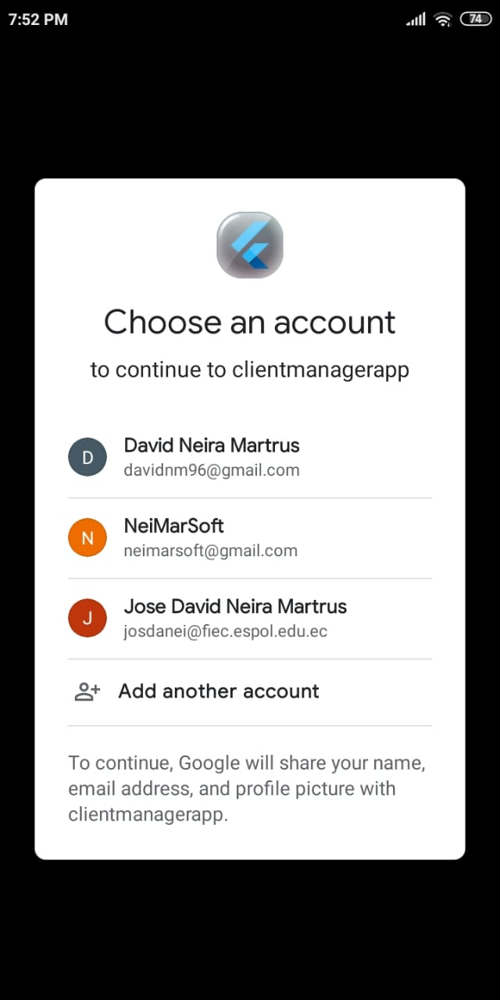 7:52 PM
74
Choose an account
to continue to clientmanagerapp
D
David Neira Martrus
davidnm96@gmail.com
N
NeiMarSoft
neimarsoft@gmail.com
J
Jose David Neira Martrus
josdanei@fiec.espol.edu.ec
Add another account
To continue, Google will share your name,
email address, and profile picture with
clientmanagerapp.